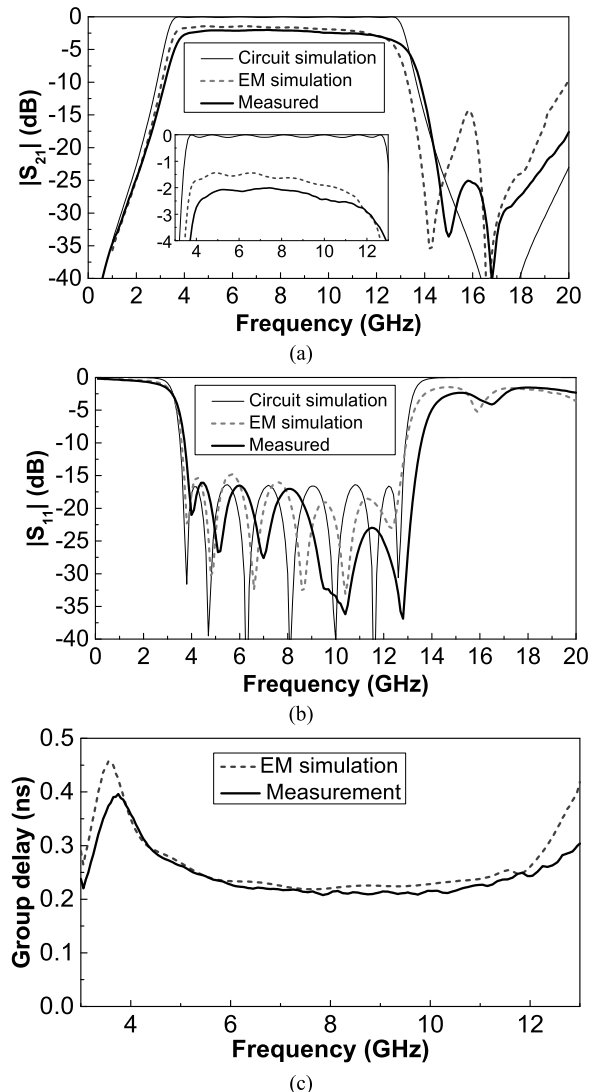 0
-5
-10
-15
-20
-25
-30
-35
-40
|S21| (dB)
Circuit simulation
EM simulation
Measured
0
-1
-2
-3
-4
4 6 8 10 12
0 2 4 6 8 10 12 14 16 18 20
Frequency (GHz)
(a)
0
-5
-10
-15
-20
-25
-30
-35
-40
|S11| (dB)
Circuit simulation
EM simulation
Measured
0 2 4 6 8 10 12 14 16 18 20
Frequency (GHz)
(b)
0.5
0.4
0.3
0.2
0.1
0.0
Group delay (ns)
EM simulation
Measurement
4 6 8 10 12
Frequency (GHz)
(c)